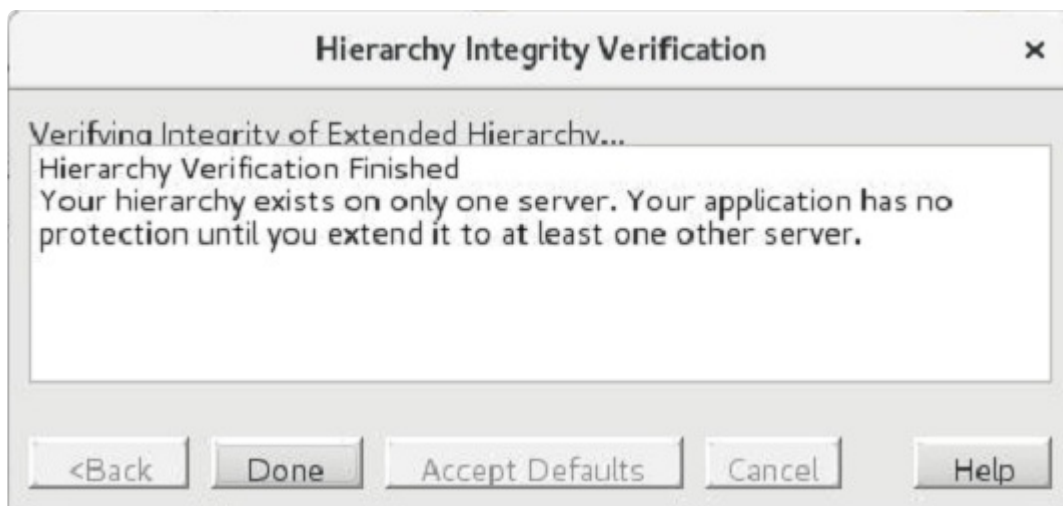 Hierarchy Integrity Verification
Verifying Integrity of Extended Hierarchy...
Hierarchy Verification Finished
Your hierarchy exists on only one server. Your application has no
protection until you extend it to at least one other server.
<Back Done Accept Defaults Cancel Help